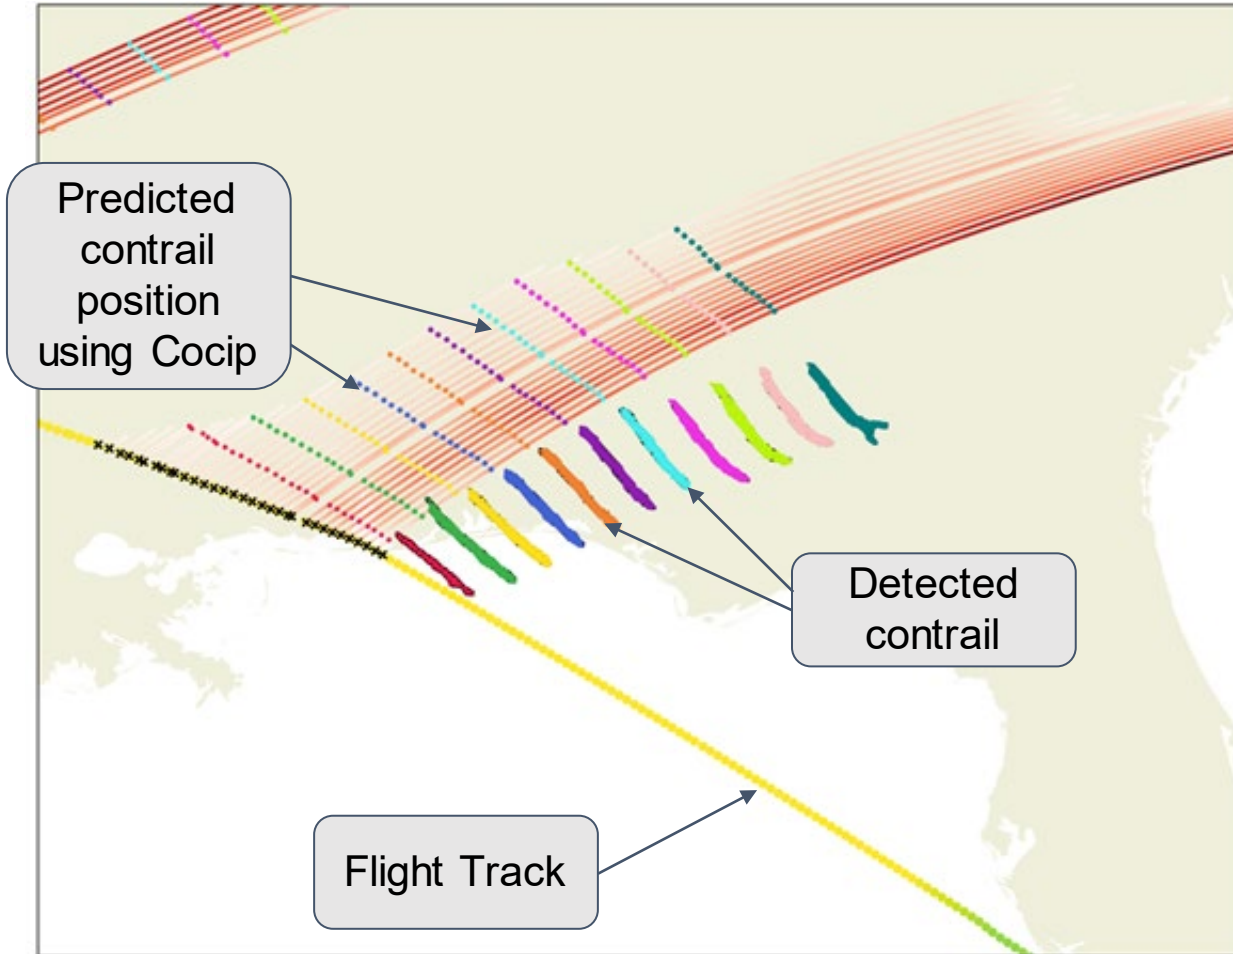 Predicted
contrail
position
using Cocip
Detected
contrail
Flight Track